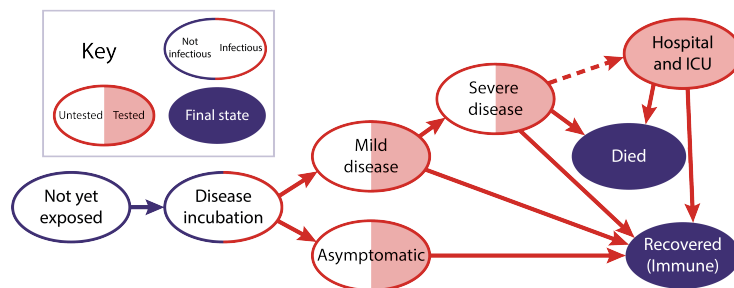 Key
Not
infectious
Infectious
Untested
Tested
Final state
Hospital
and ICU
Severe
disease
Died
Mild
disease
Not yet
exposed
Disease
incubation
Asymptomatic
Recovered
(Immune)